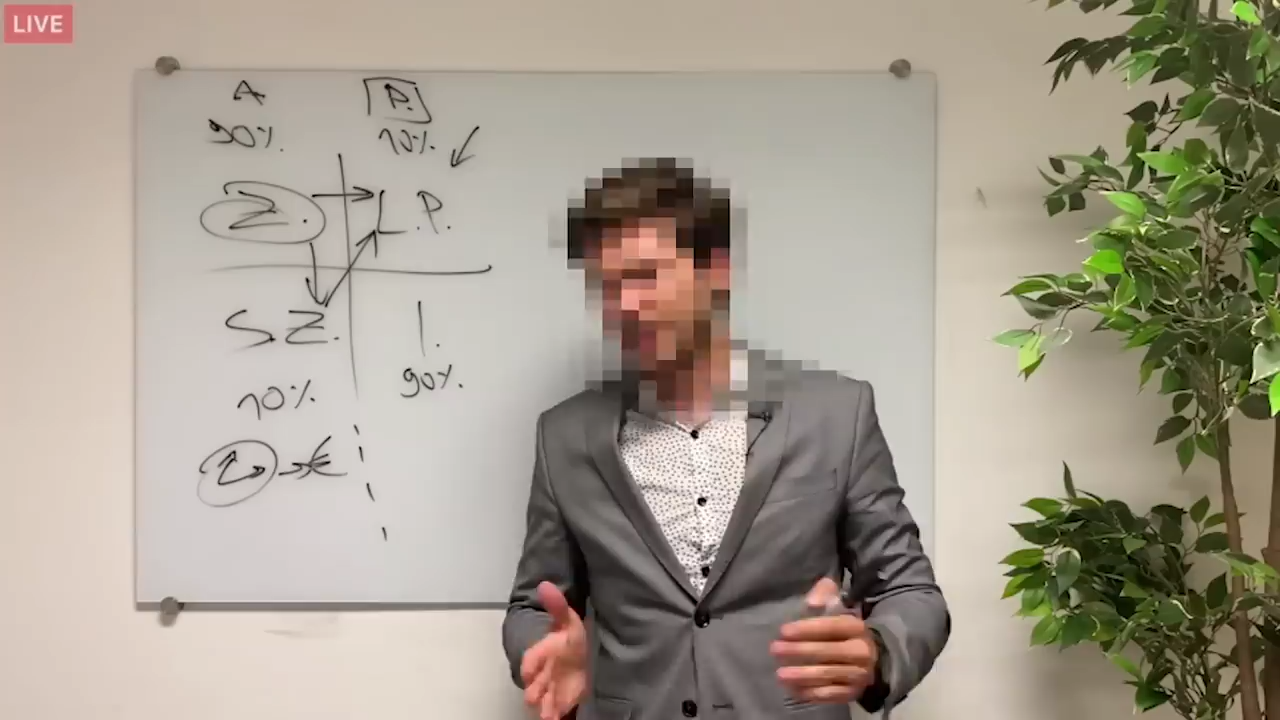 LIVE
A [P.]
90% 10%
Z. L.P.
S.Z. I.
10% 90%
€